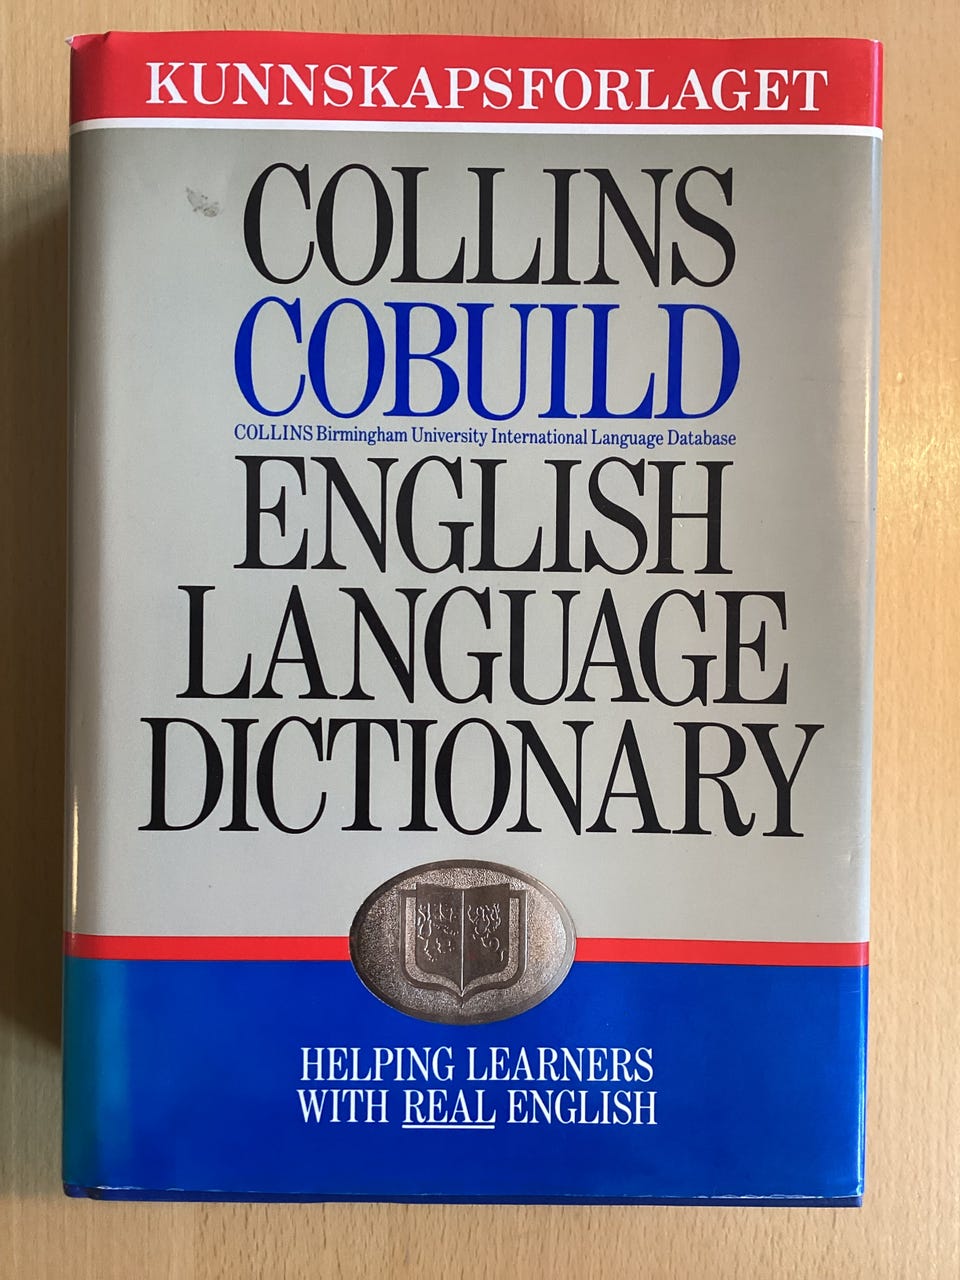 KUNNSKAPSFORLAGET
COLLINS
COBUILD
COLLINS Birmingham University International Language Database
ENGLISH
LANGUAGE
DICTIONARY
HELPING LEARNERS
WITH REAL ENGLISH